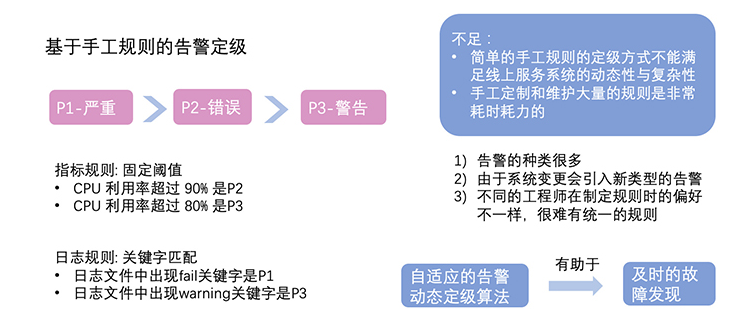 基于手工规则的告警定级
P1-严重
P2-错误
P3-警告
指标规则: 固定阈值
• CPU 利用率超过 90% 是P2
• CPU 利用率超过 80% 是P3
日志规则: 关键字匹配
• 日志文件中出现fail关键字是P1
• 日志文件中出现warning关键字是P3
不足：
• 简单的手工规则的定级方式不能满
足线上服务系统的动态性与复杂性
• 手工定制和维护大量的规则是非常
耗时耗力的
1) 告警的种类很多
2) 由于系统变更会引入新类型的告警
3) 不同的工程师在制定规则时的偏好
不一样，很难有统一的规则
自适应的告警
动态定级算法
有助于
及时的故
障发现